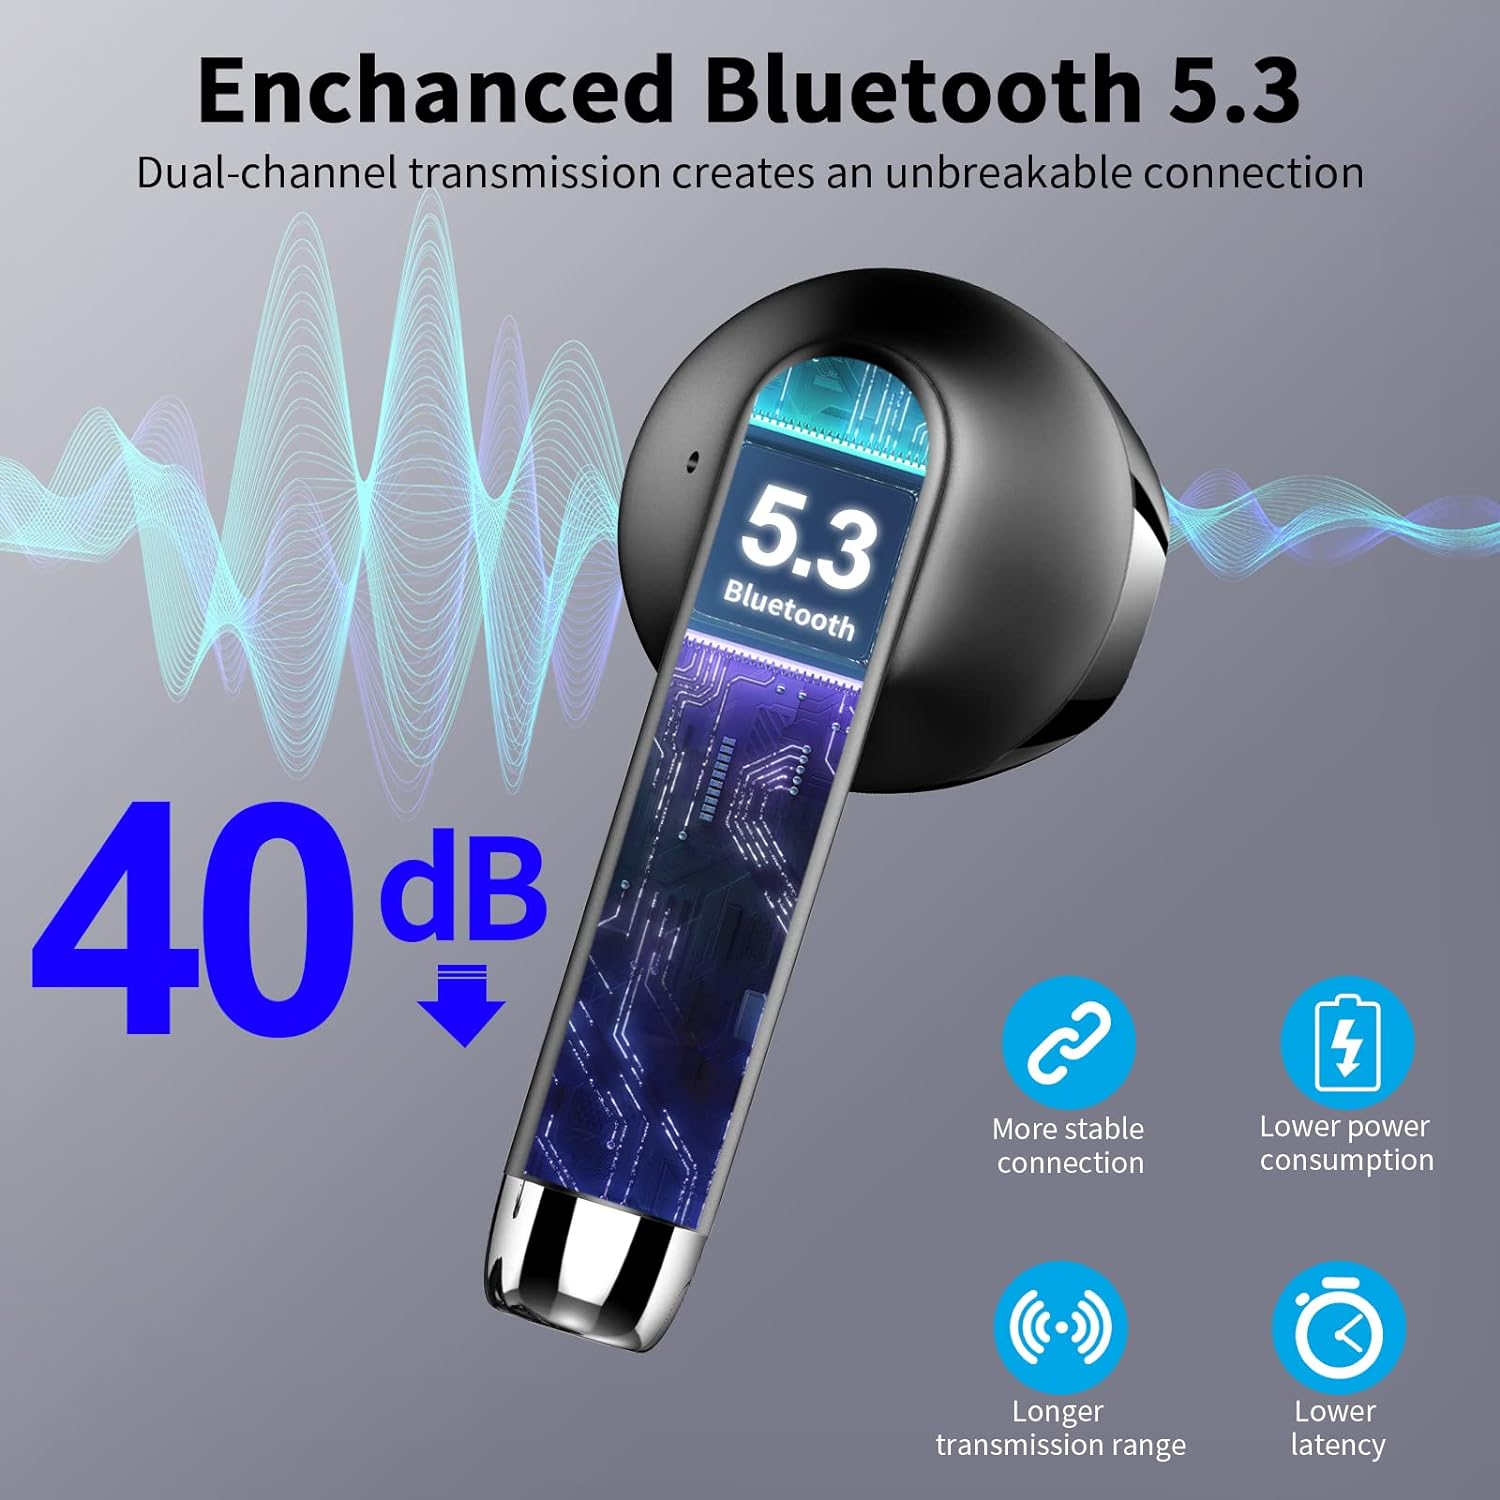 Enchanced Bluetooth 5.3
Dual-channel transmission creates an unbreakable connection
5.3
Bluetooth
40 dB
More stable
connection
Lower power
consumption
Longer
transmission range
Lower
latency